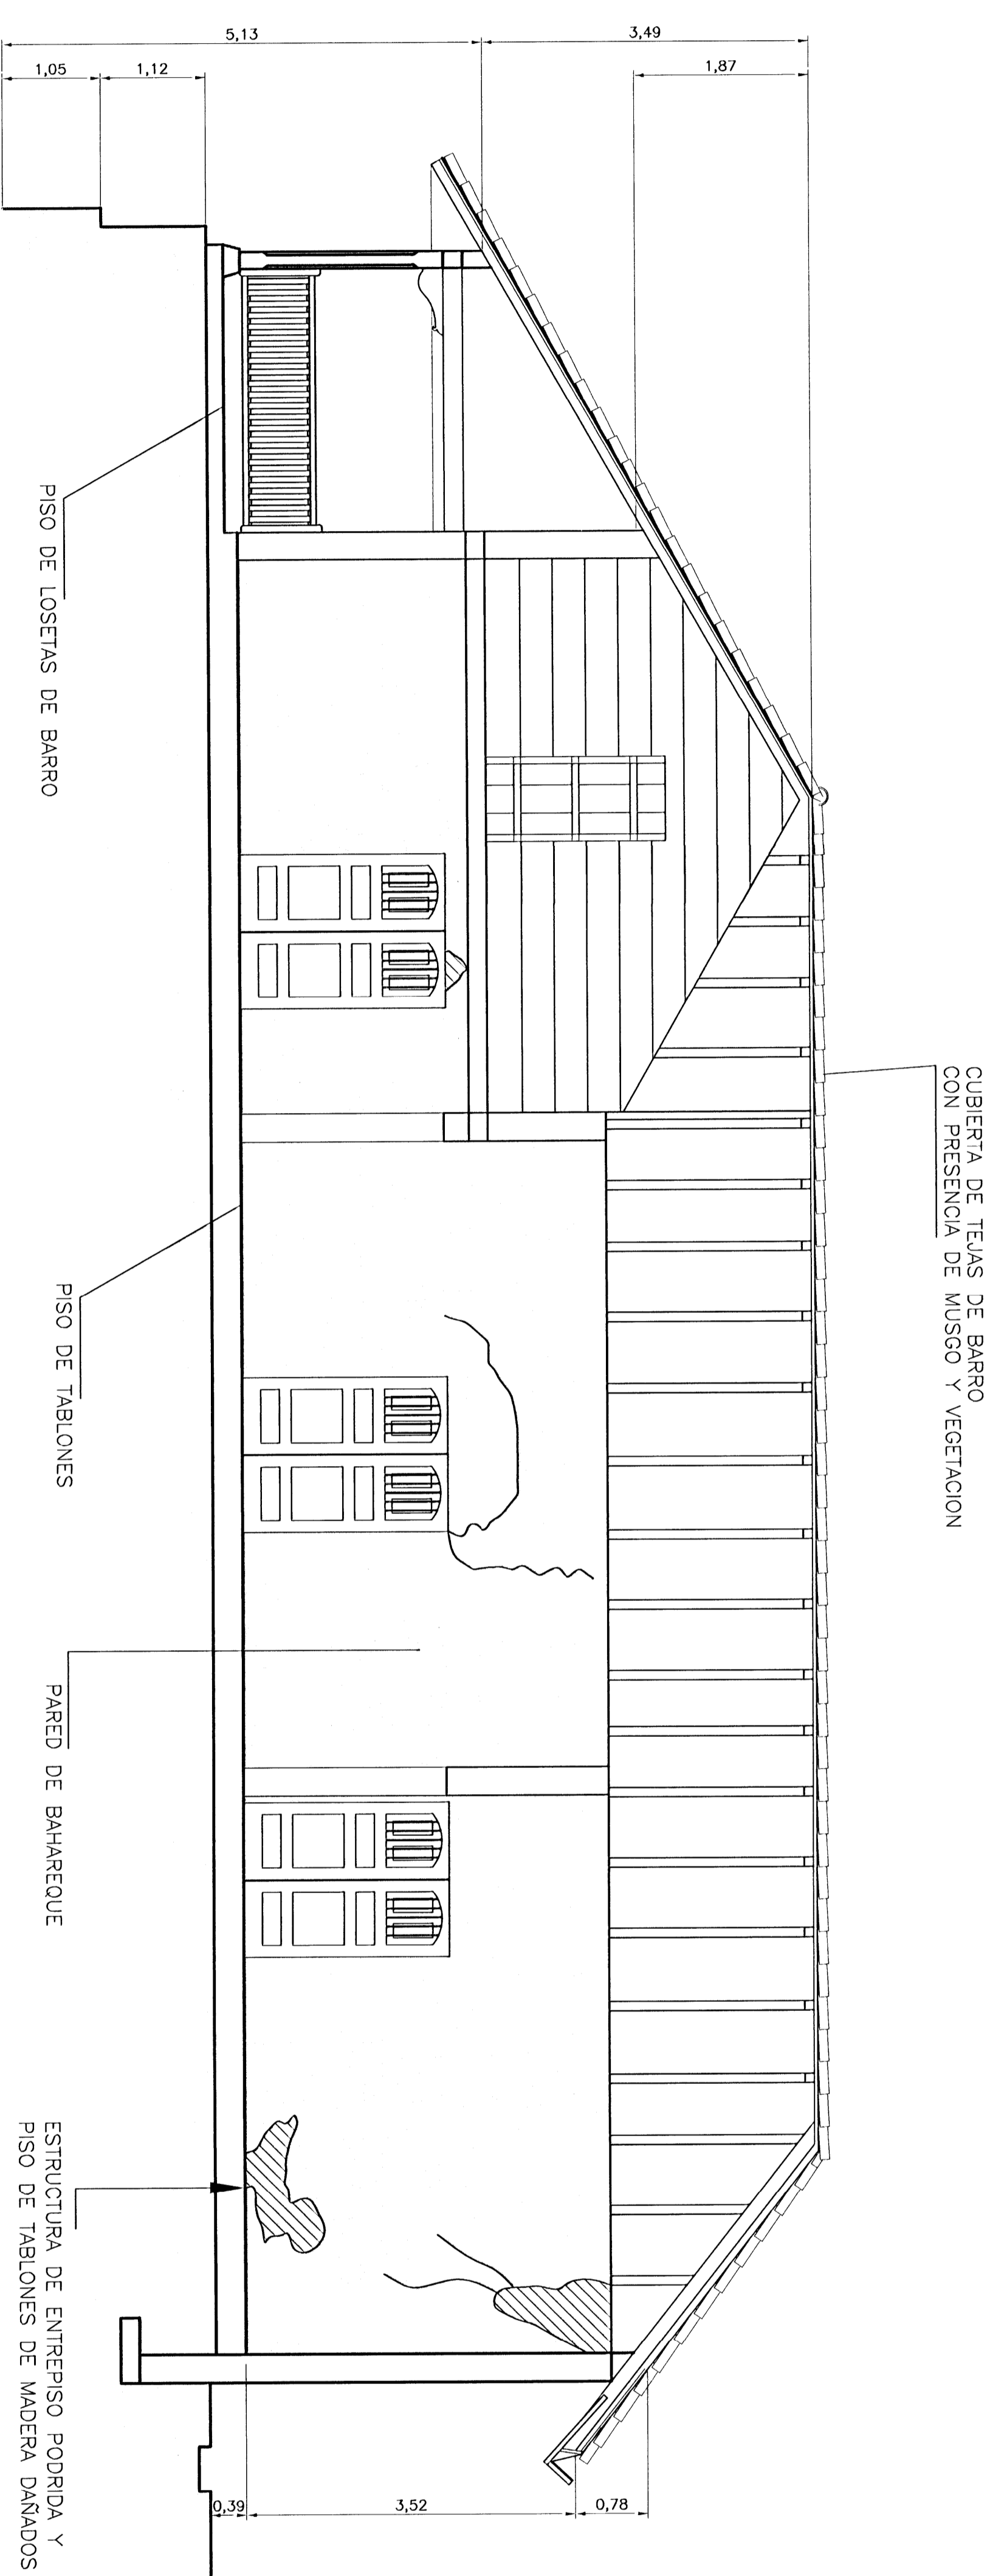 CUBIERTA DE TEJAS DE BARRO
CON PRESENCIA DE MUSGO Y VEGETACION
5,13
3,49
1,05
1,12
1,87
PISO DE LOSETAS DE BARRO
PISO DE TABLONES
PARED DE BAHAREQUE
ESTRUCTURA DE ENTREPISO PODRIDA Y
PISO DE TABLONES DE MADERA DAÑADOS
0,39
3,52
0,78